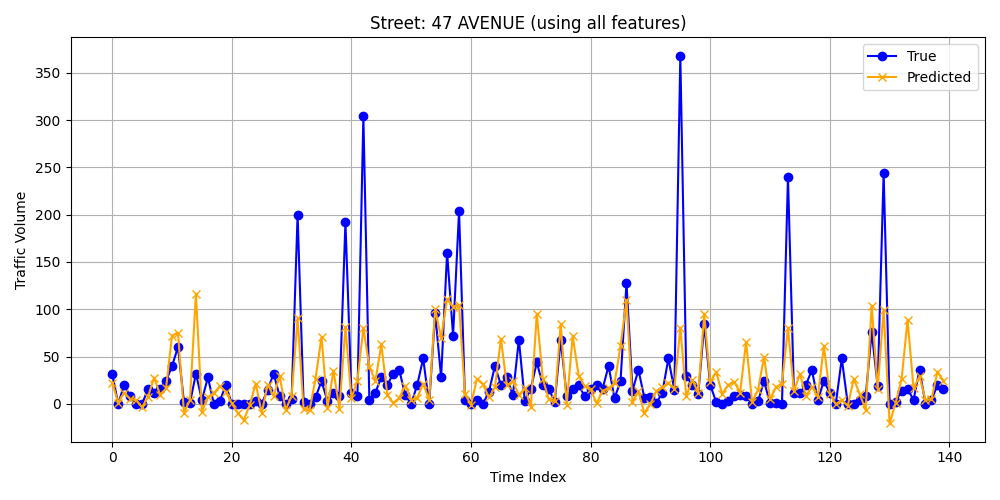 Street: 47 AVENUE (using all features)
True
Predicted
Traffic Volume
350
300
250
200
150
100
50
0
0 20 40 60 80 100 120 140
Time Index